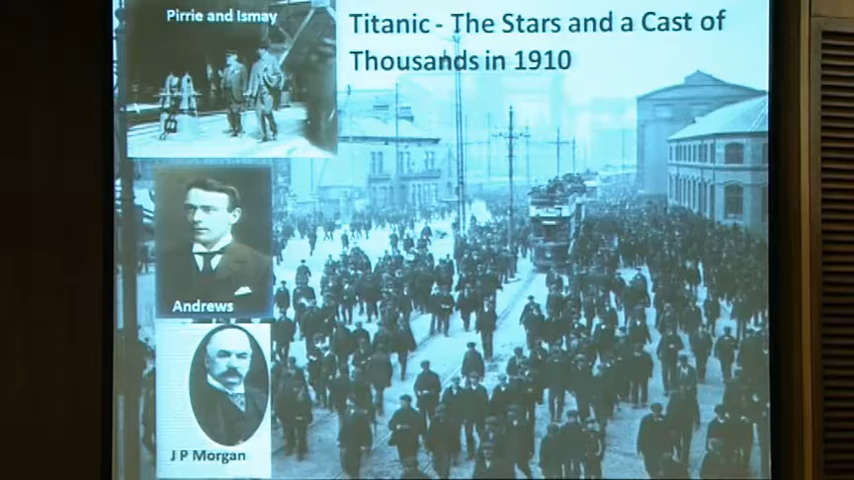 Pirrie and Ismay
Titanic - The Stars and a Cast of
Thousands in 1910
Andrews
J P Morgan